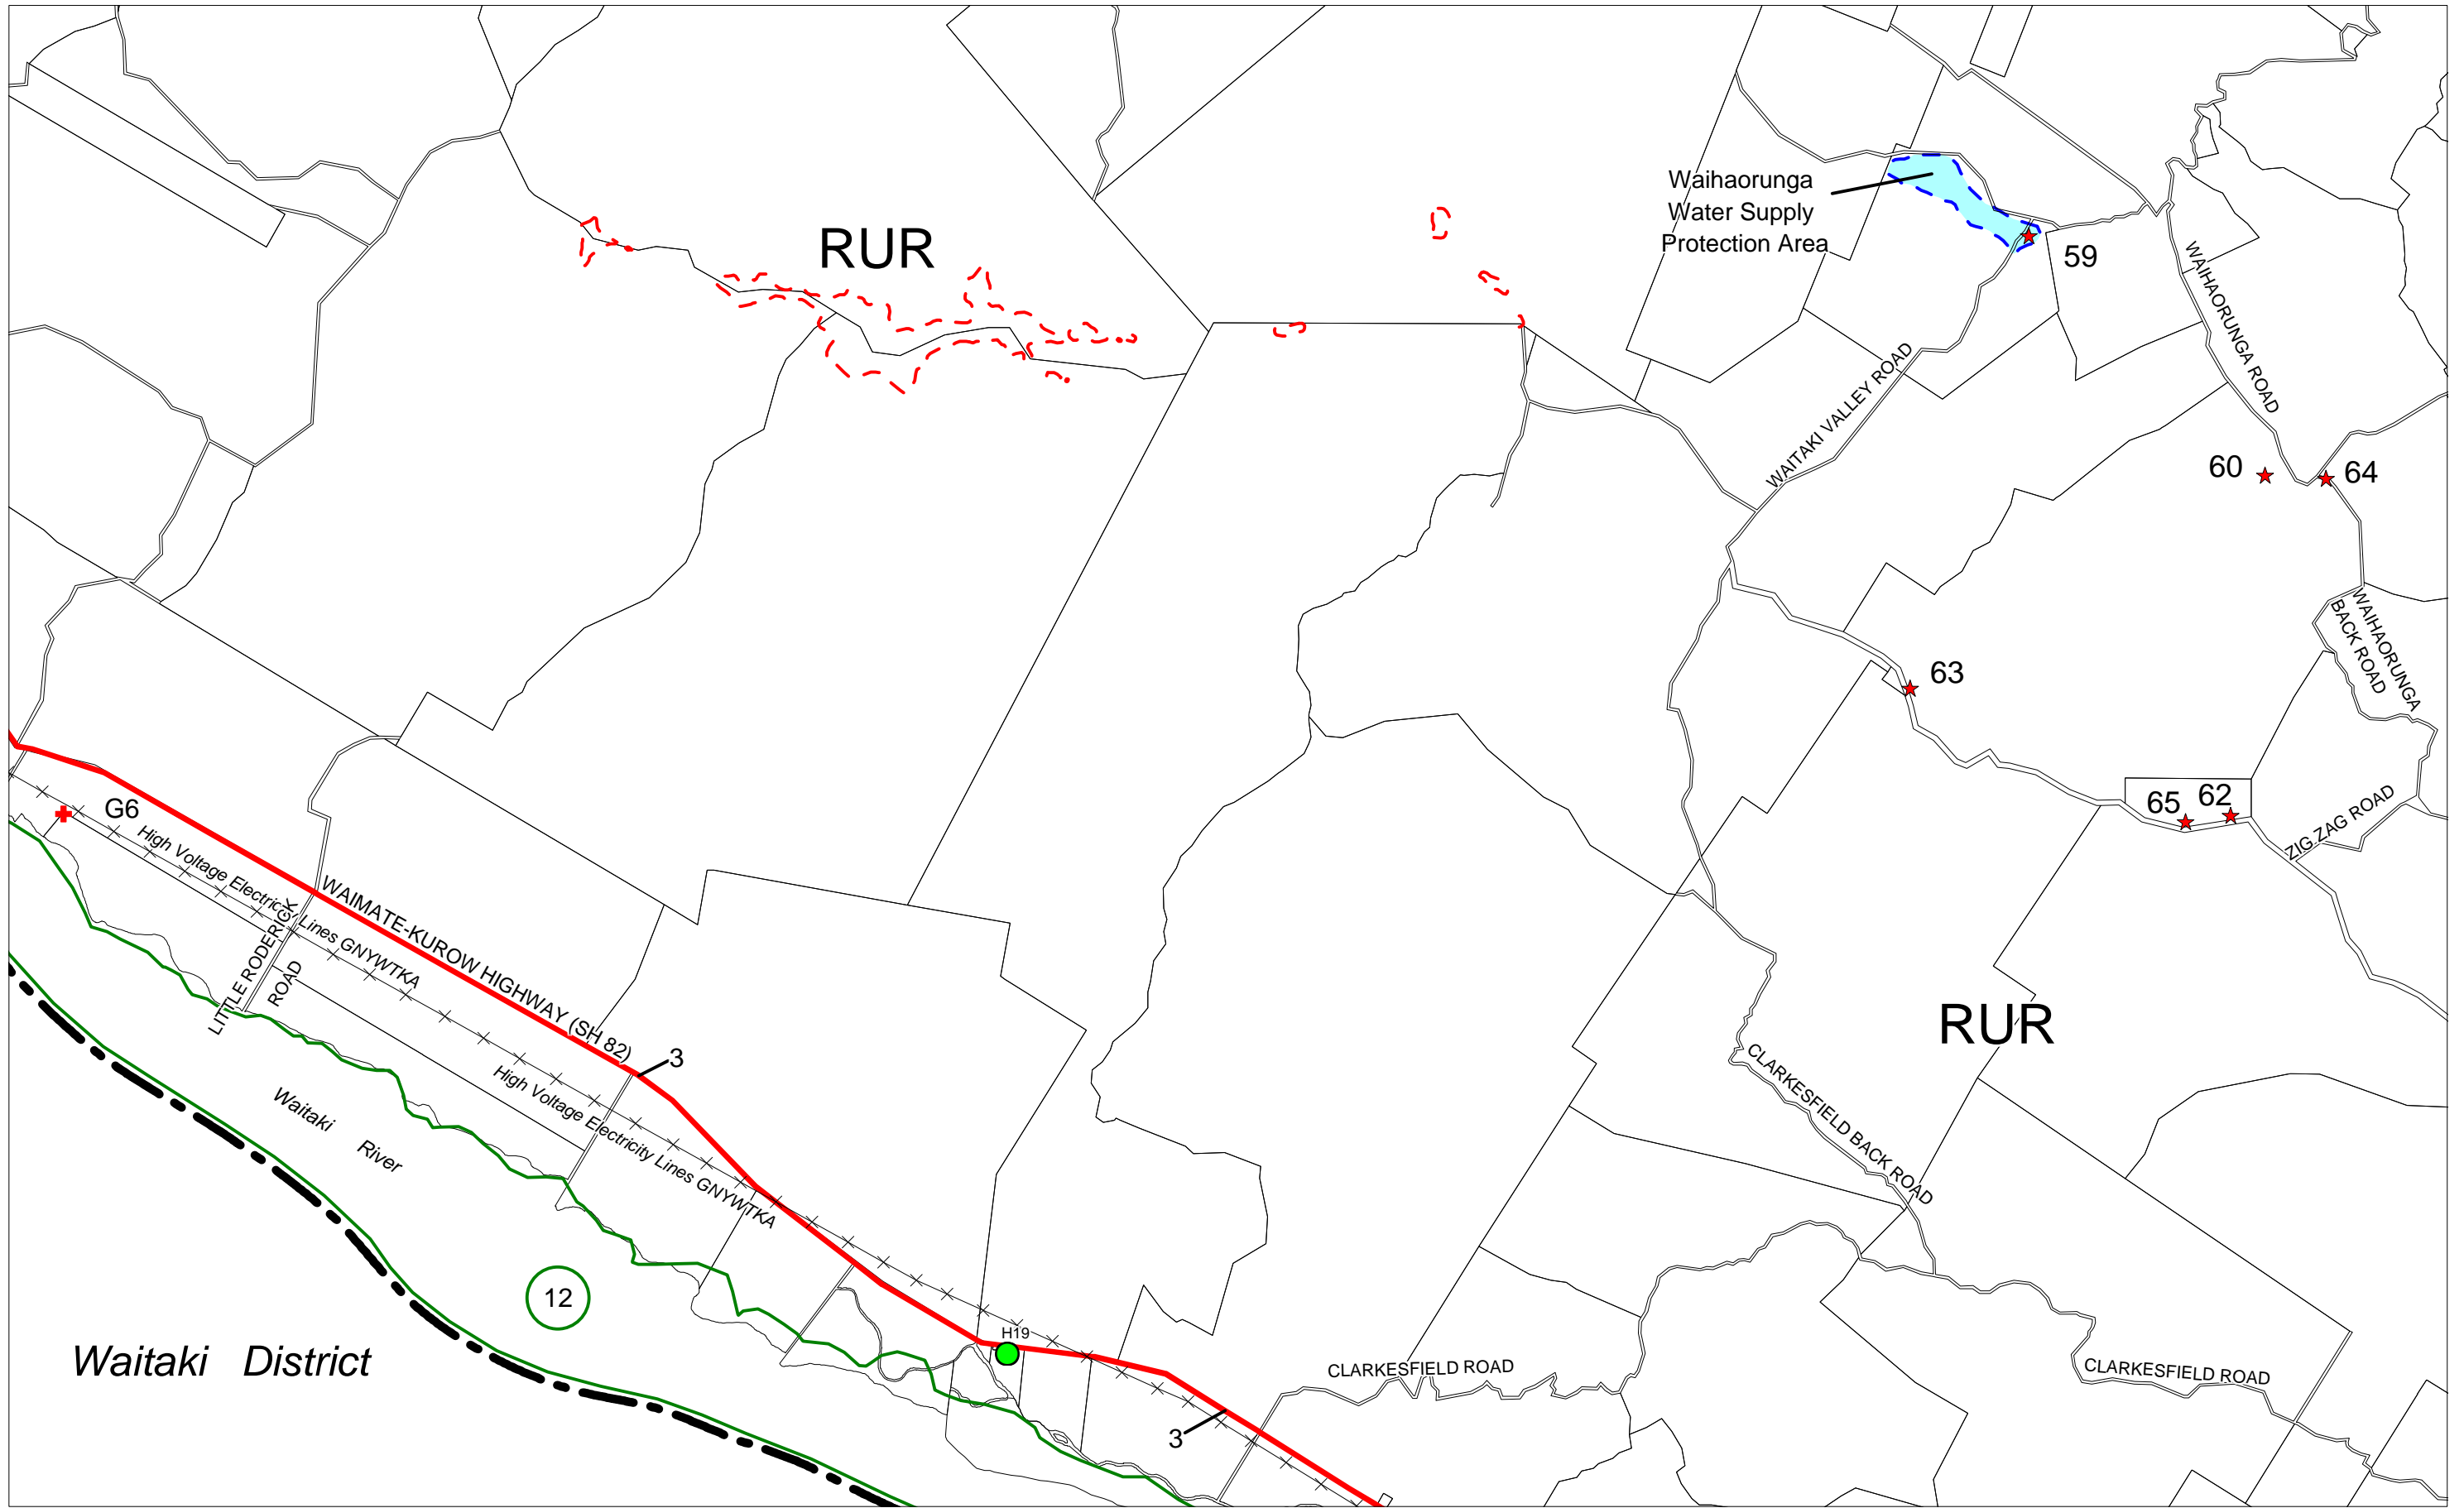 Waihaorunga
Water Supply
Protection Area
RUR
59
WAIHAORUNGA ROAD
WAITAKI VALLEY ROAD
60
64
WAIHAORUNGA
BACK ROAD
63
65
62
ZIG ZAG ROAD
G6
High Voltage Electricity Lines GNYWTKA
WAIMATE-KUROW HIGHWAY (SH 82)
LITTLE RODERICK
ROAD
3
High Voltage Electricity Lines GNYWTKA
RUR
CLARKESFIELD BACK ROAD
Waitaki
River
12
H19
Waitaki District
CLARKESFIELD ROAD
CLARKESFIELD ROAD
3